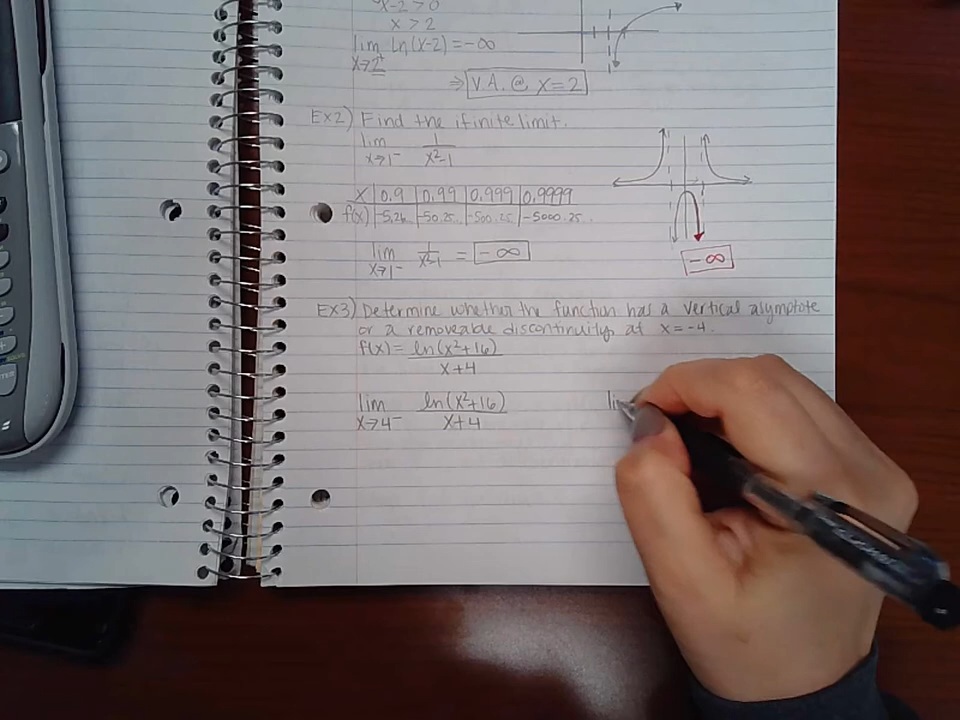 x-2>0
x>2
lim ln(x-2) = -∞
x→2⁺
⇒ V.A. @ x=2
Ex2) Find the ifinite limit.
lim 1/(x²-1)
x→1⁻
x | 0.9 | 0.99 | 0.999 | 0.9999
f(x) | -5.26.. | -50.25.. | -500.25 | -5000.25..
lim 1/(x²-1) = -∞
x→1⁻
-∞
Ex3) Determine whether the function has a vertical asymptote
or a removeable discontinuity at x=-4.
f(x) = ln(x²+16)/(x+4)
lim ln(x²+16)/(x+4)
x→4⁻
li
ENTER